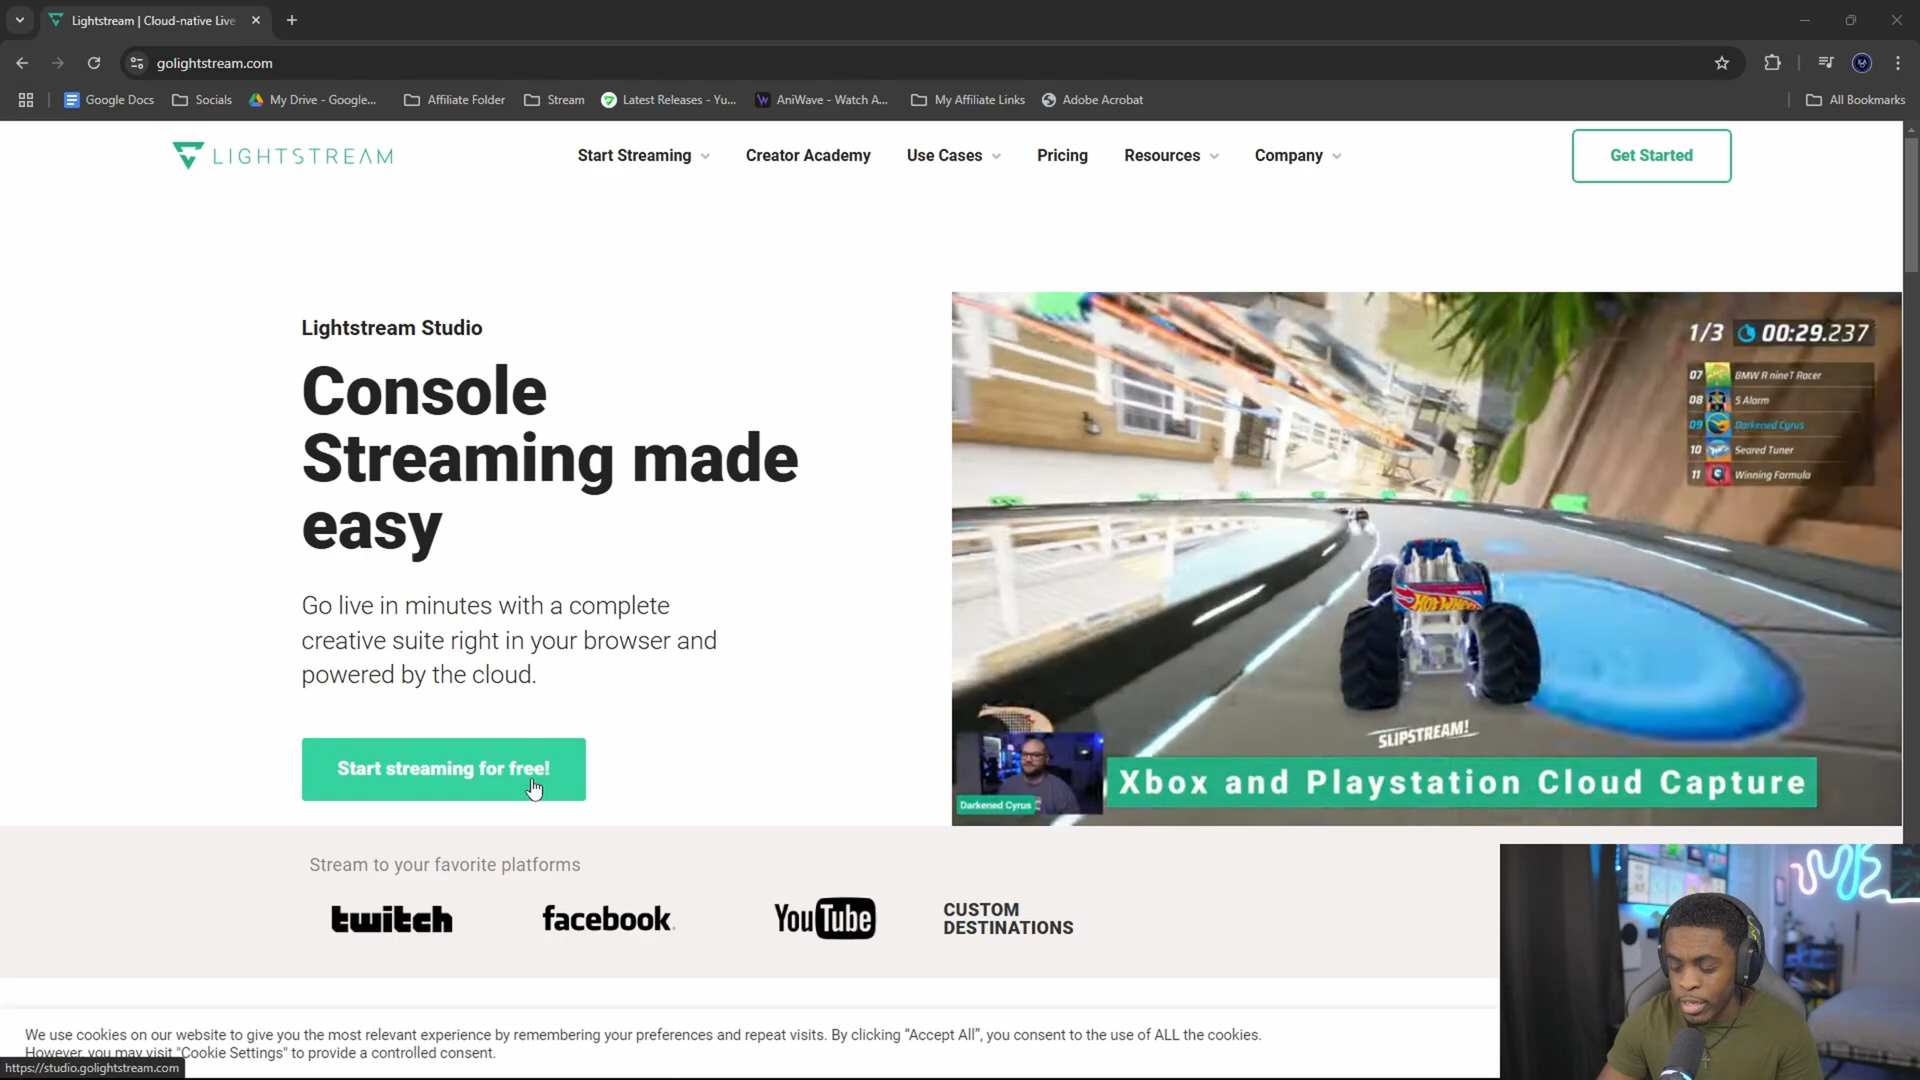 Lightstream | Cloud-native Live
golightstream.com
Google Docs
Socials
My Drive - Google...
Affiliate Folder
Stream
Latest Releases - Yu...
AniWave - Watch A...
My Affiliate Links
Adobe Acrobat
All Bookmarks
LIGHTSTREAM
Start Streaming
Creator Academy
Use Cases
Pricing
Resources
Company
Get Started
Lightstream Studio
Console
Streaming made
easy
Go live in minutes with a complete
creative suite right in your browser and
powered by the cloud.
Start streaming for free!
1/3 00:29.237
07 BMW R nineT Racer
08 5 Alarm
09 Darkened Cyrus
10 Seared Tuner
11 Winning Formula
HOT WHEELS
SLIPSTREAM!
Darkened Cyrus
Xbox and Playstation Cloud Capture
Stream to your favorite platforms
twitch
facebook.
YouTube
CUSTOM
DESTINATIONS
We use cookies on our website to give you the most relevant experience by remembering your preferences and repeat visits. By clicking “Accept All”, you consent to the use of ALL the cookies.
However, you may visit "Cookie Settings" to provide a controlled consent.
https://studio.golightstream.com